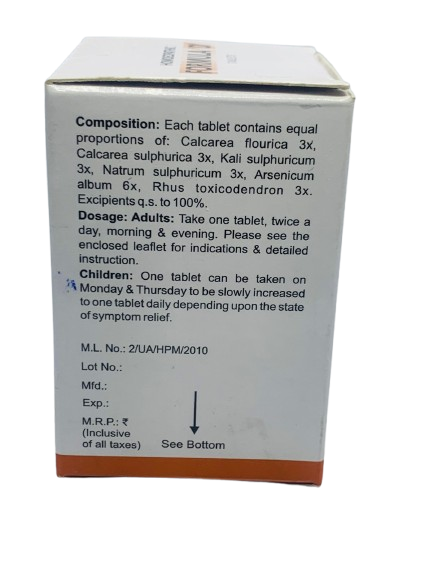 HOMOEOPATHIC
FORMULA 'D'
TABLET
Composition: Each tablet contains equal
proportions of: Calcarea flourica 3x,
Calcarea sulphurica 3x, Kali sulphuricum
3x, Natrum sulphuricum 3x, Arsenicum
album 6x, Rhus toxicodendron 3x.
Excipients q.s. to 100%.
Dosage: Adults: Take one tablet, twice a
day, morning & evening. Please see the
enclosed leaflet for indications & detailed
instruction.
Children: One tablet can be taken on
Monday & Thursday to be slowly increased
to one tablet daily depending upon the state
of symptom relief.
M.L. No.: 2/UA/HPM/2010
Lot No.:
Mfd.:
Exp.:
M.R.P.: ₹
(Inclusive
of all taxes) See Bottom